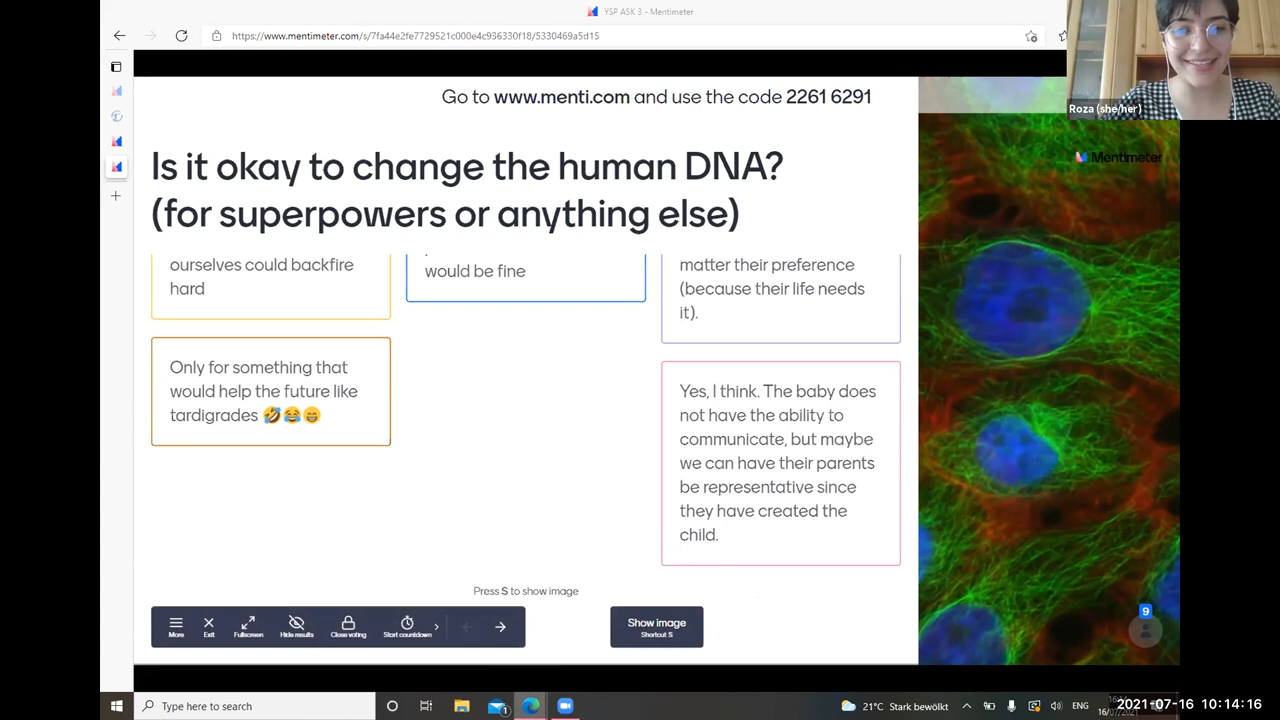 YSP ASK 3 - Mentimeter
https://www.mentimeter.com/s/7fa44e2fe7729521c000e4c936330f18/5330469a5d15
Roza (she/her)
Go to www.menti.com and use the code 2261 6291
Mentimeter
Is it okay to change the human DNA?
(for superpowers or anything else)
ourselves could backfire
hard
would be fine
matter their preference
(because their life needs
it).
Only for something that
would help the future like
tardigrades 🤣😂😁
Yes, I think. The baby does
not have the ability to
communicate, but maybe
we can have their parents
be representative since
they have created the
child.
Press S to show image
More
Exit
Fullscreen
Hide results
Close voting
Start countdown
Show image
Shortcut S
9
Type here to search
1
21°C Stark bewölkt
ENG
2021-07-16 10:14:16